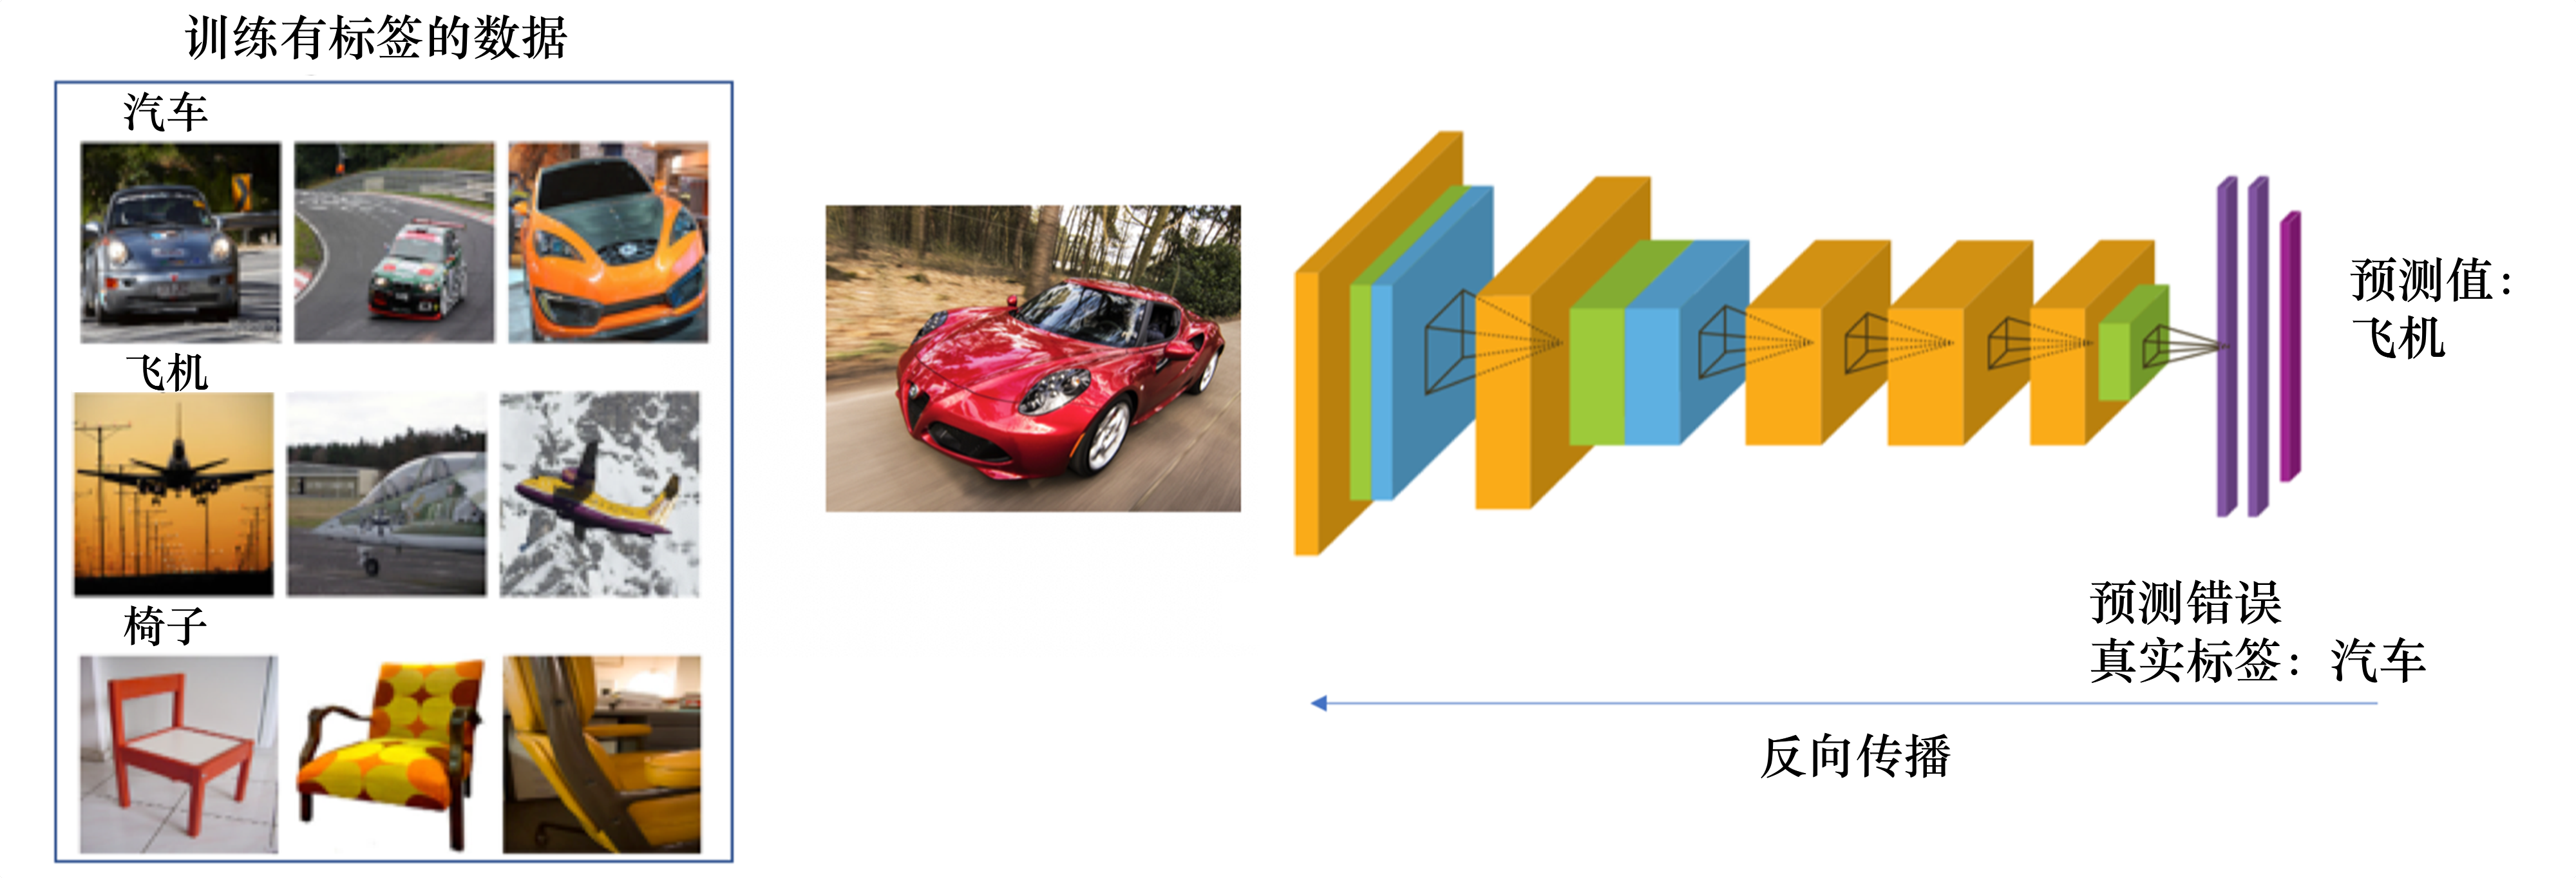 训练有标签的数据
汽车
飞机
椅子
预测值：
飞机
预测错误
真实标签：汽车
反向传播